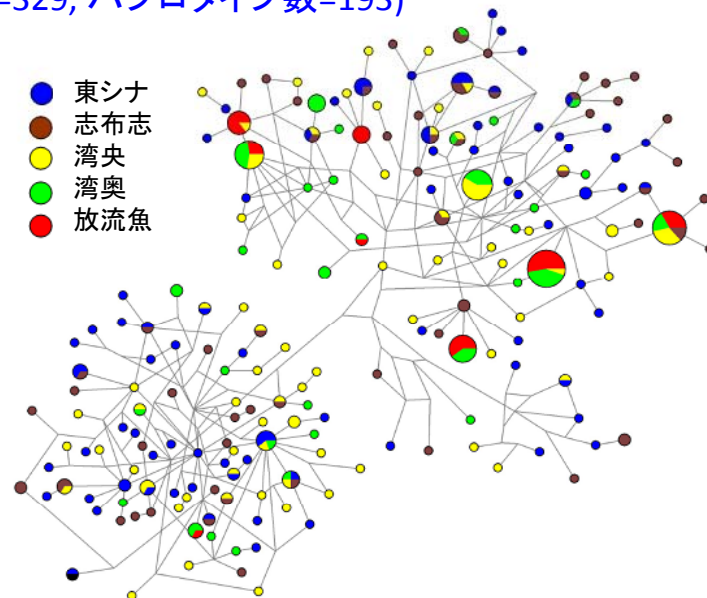 =329, ハプロタイプ数=193)
東シナ
志布志
湾央
湾奥
放流魚